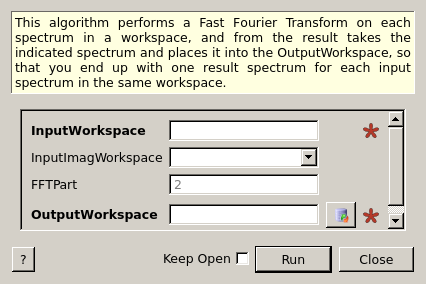 This algorithm performs a Fast Fourier Transform on each
spectrum in a workspace, and from the result takes the
indicated spectrum and places it into the OutputWorkspace, so
that you end up with one result spectrum for each input
spectrum in the same workspace.
InputWorkspace
InputImagWorkspace
FFTPart 2
OutputWorkspace
? Keep Open Run Close